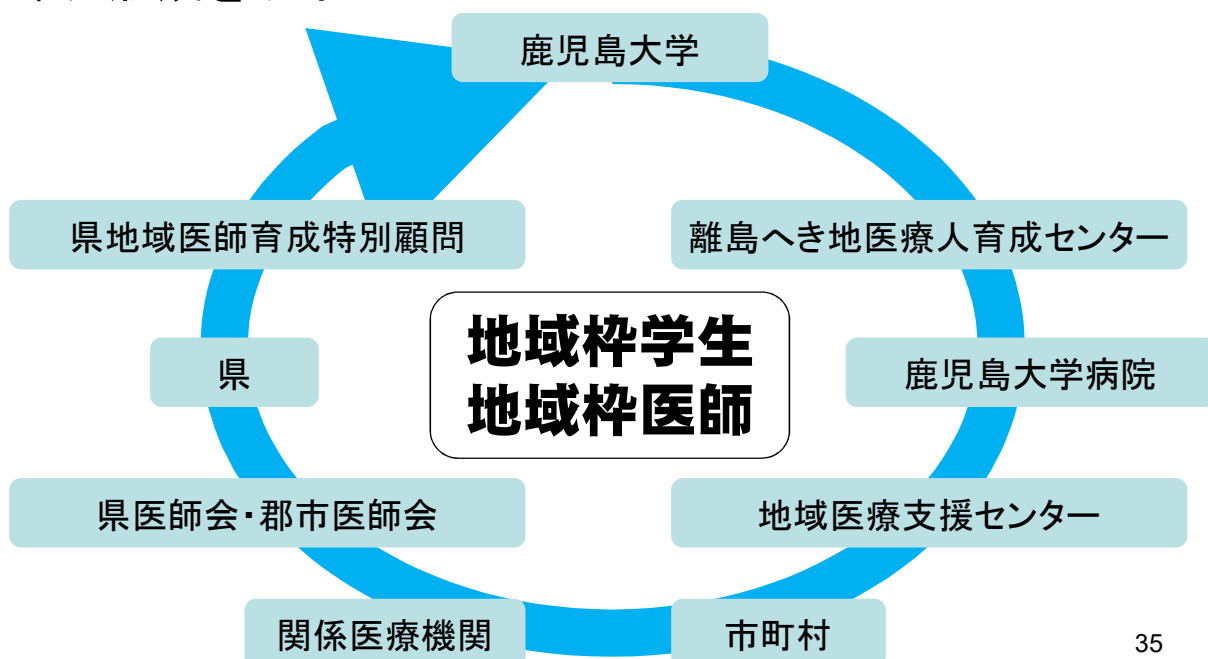 鹿児島大学
県地域医師育成特別顧問
離島へき地医療人育成センター
地域枠学生
地域枠医師
県
鹿児島大学病院
県医師会・郡市医師会
地域医療支援センター
関係医療機関
市町村
35